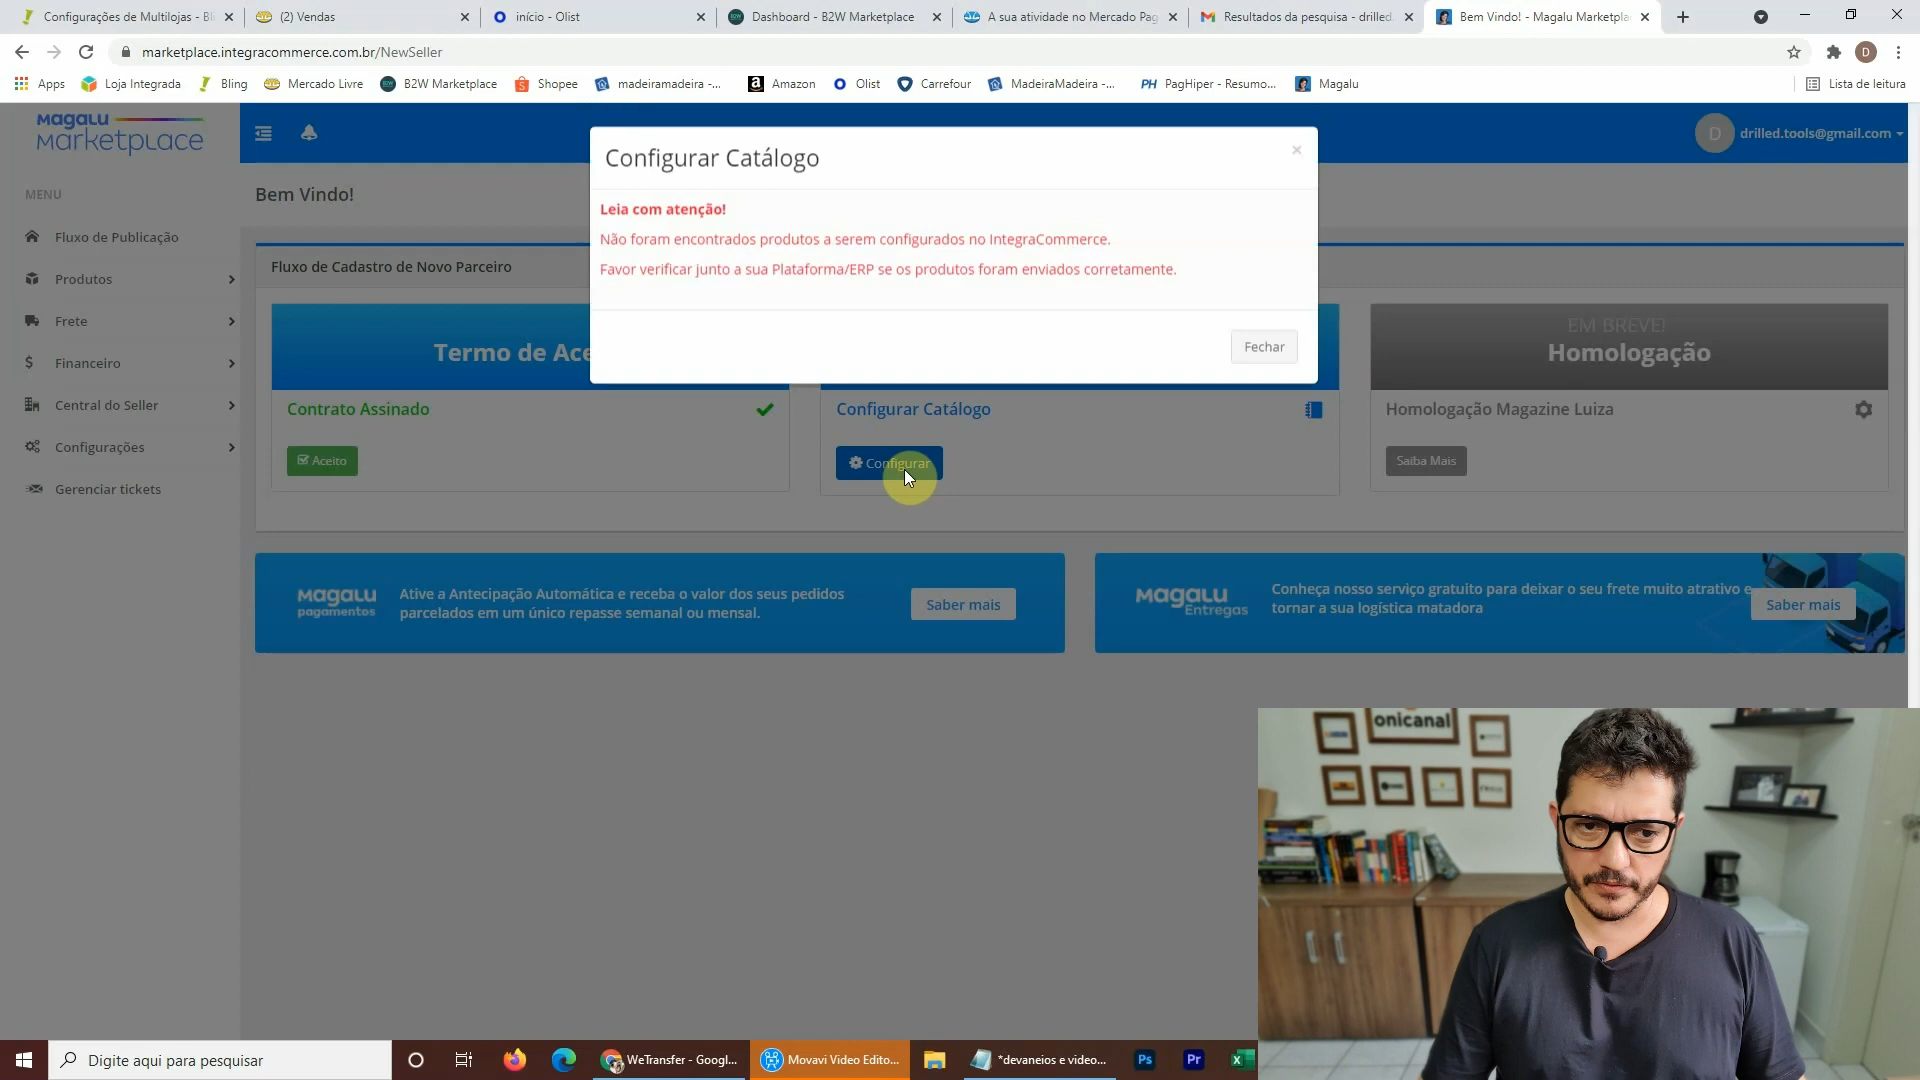 Configurações de Multilojas - Bl
(2) Vendas
início - Olist
Dashboard - B2W Marketplace
A sua atividade no Mercado Pag
Resultados da pesquisa - drilled.
Bem Vindo! - Magalu Marketpla
marketplace.integracommerce.com.br/NewSeller
D
Apps
Loja Integrada
Bling
Mercado Livre
B2W Marketplace
Shopee
madeiramadeira -...
Amazon
Olist
Carrefour
MadeiraMadeira -...
PH
PagHiper - Resumo...
Magalu
Lista de leitura
Magalu
Marketplace
D
drilled.tools@gmail.com
MENU
Fluxo de Publicação
Produtos
Frete
Financeiro
Central do Seller
Configurações
Gerenciar tickets
Bem Vindo!
Configurar Catálogo
×
Leia com atenção!
Não foram encontrados produtos a serem configurados no IntegraCommerce.
Favor verificar junto a sua Plataforma/ERP se os produtos foram enviados corretamente.
Fechar
Fluxo de Cadastro de Novo Parceiro
Termo de Ace
Contrato Assinado
Aceito
Configurar Catálogo
Configurar
EM BREVE!
Homologação
Homologação Magazine Luiza
Saiba Mais
Magalu
pagamentos
Ative a Antecipação Automática e receba o valor dos seus pedidos
parcelados em um único repasse semanal ou mensal.
Saber mais
Magalu
Entregas
Conheça nosso serviço gratuito para deixar o seu frete muito atrativo e
tornar a sua logística matadora
Saber mais
onicanal
Digite aqui para pesquisar
WeTransfer - Googl...
Movavi Video Edito...
*devaneios e video...
Ps
Pr